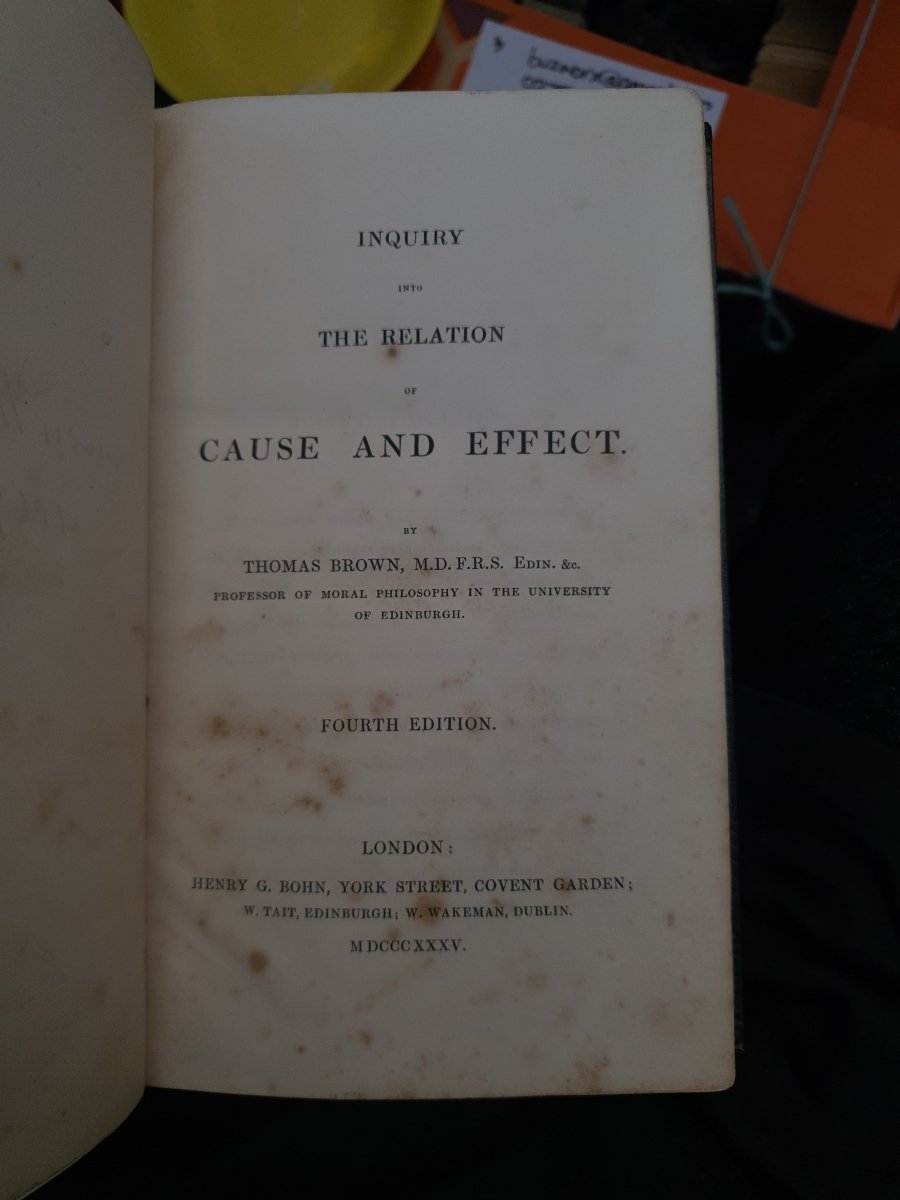 INQUIRY
INTO
THE RELATION
OF
CAUSE AND EFFECT.
BY
THOMAS BROWN, M.D. F.R.S. EDIN. &c.
PROFESSOR OF MORAL PHILOSOPHY IN THE UNIVERSITY
OF EDINBURGH.
FOURTH EDITION.
LONDON:
HENRY G. BOHN, YORK STREET, COVENT GARDEN;
W. TAIT, EDINBURGH; W. WAKEMAN, DUBLIN.
MDCCCXXXV.